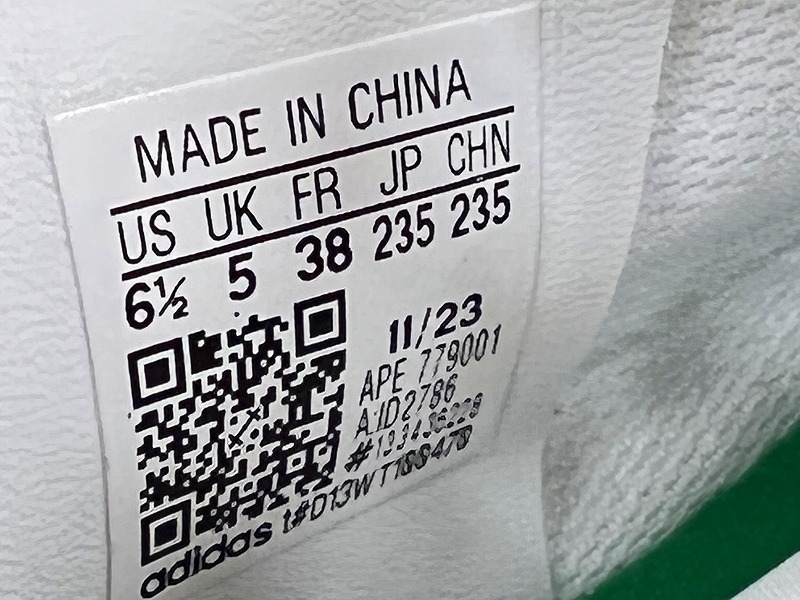 MADE IN CHINA
US UK FR JP CHN
6½ 5 38 235 235
11/23
APE 779001
A:ID2786
adidas